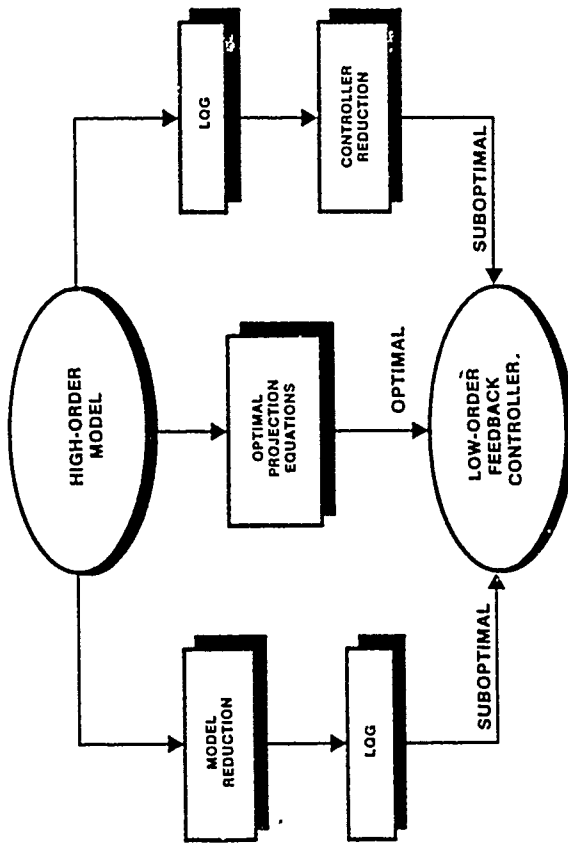 HIGH-ORDER
MODEL
MODEL
REDUCTION
OPTIMAL
PROJECTION
EQUATIONS
LQG
LQG
CONTROLLER
REDUCTION
SUBOPTIMAL
OPTIMAL
SUBOPTIMAL
LOW-ORDER
FEEDBACK
CONTROLLER.